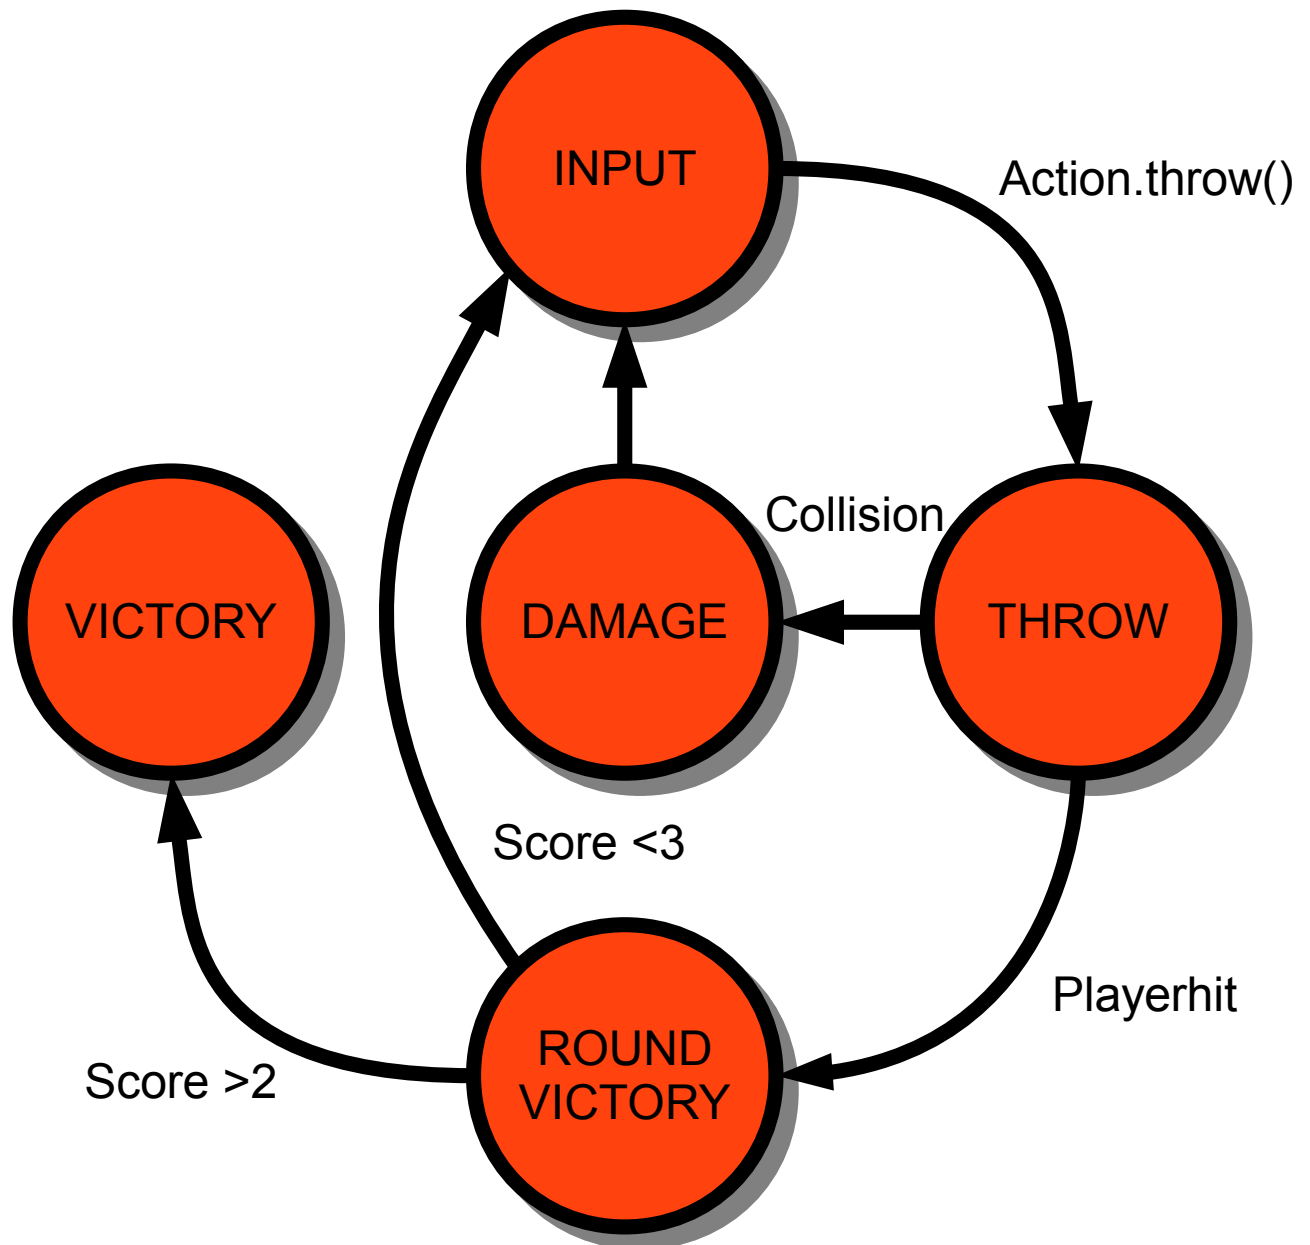 INPUT
Action.throw()
Collision
VICTORY
DAMAGE
THROW
Score <3
Playerhit
ROUND
VICTORY
Score >2